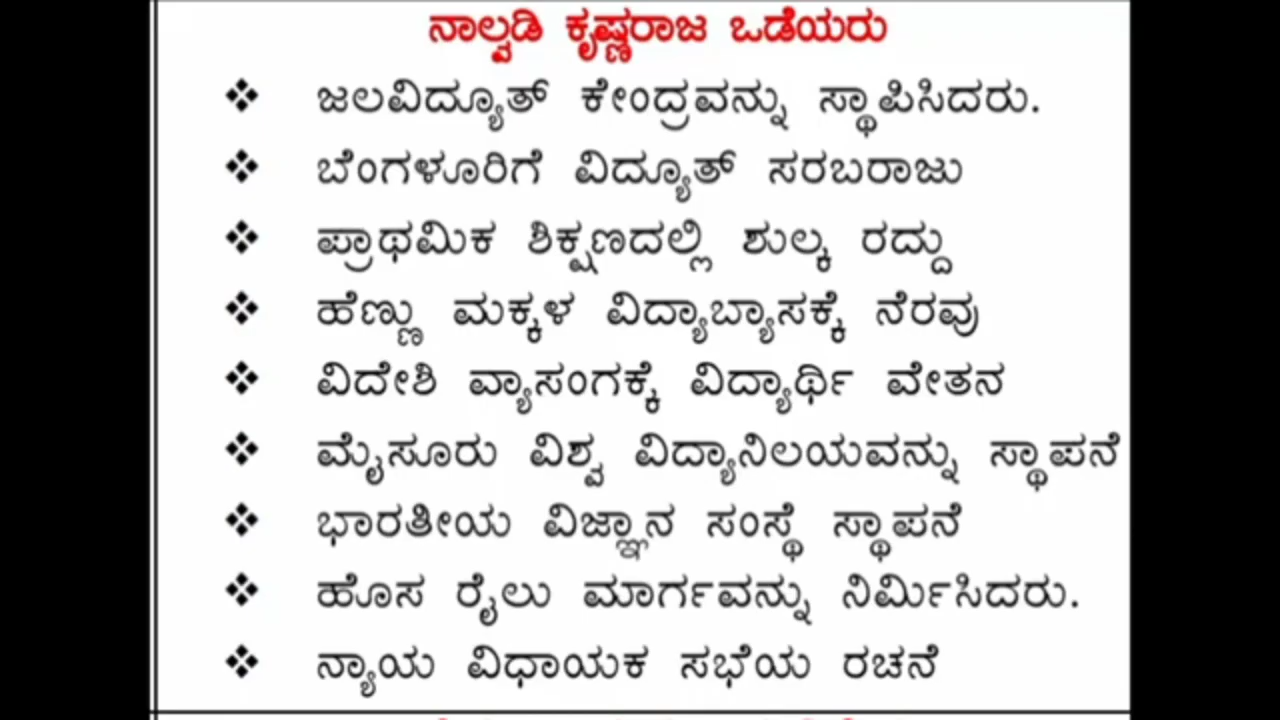 ನಾಲ್ವಡಿ ಕೃಷ್ಣರಾಜ ಒಡೆಯರು
❖ ಜಲವಿದ್ಯೂತ್ ಕೇಂದ್ರವನ್ನು ಸ್ಥಾಪಿಸಿದರು.
❖ ಬೆಂಗಳೂರಿಗೆ ವಿದ್ಯೂತ್ ಸರಬರಾಜು
❖ ಪ್ರಾಥಮಿಕ ಶಿಕ್ಷಣದಲ್ಲಿ ಶುಲ್ಕ ರದ್ದು
❖ ಹೆಣ್ಣು ಮಕ್ಕಳ ವಿದ್ಯಾಬ್ಯಾಸಕ್ಕೆ ನೆರವು
❖ ವಿದೇಶಿ ವ್ಯಾಸಂಗಕ್ಕೆ ವಿದ್ಯಾರ್ಥಿ ವೇತನ
❖ ಮೈಸೂರು ವಿಶ್ವ ವಿದ್ಯಾನಿಲಯವನ್ನು ಸ್ಥಾಪನೆ
❖ ಭಾರತೀಯ ವಿಜ್ಞಾನ ಸಂಸ್ಥೆ ಸ್ಥಾಪನೆ
❖ ಹೊಸ ರೈಲು ಮಾರ್ಗವನ್ನು ನಿರ್ಮಿಸಿದರು.
❖ ನ್ಯಾಯ ವಿಧಾಯಕ ಸಭೆಯ ರಚನೆ